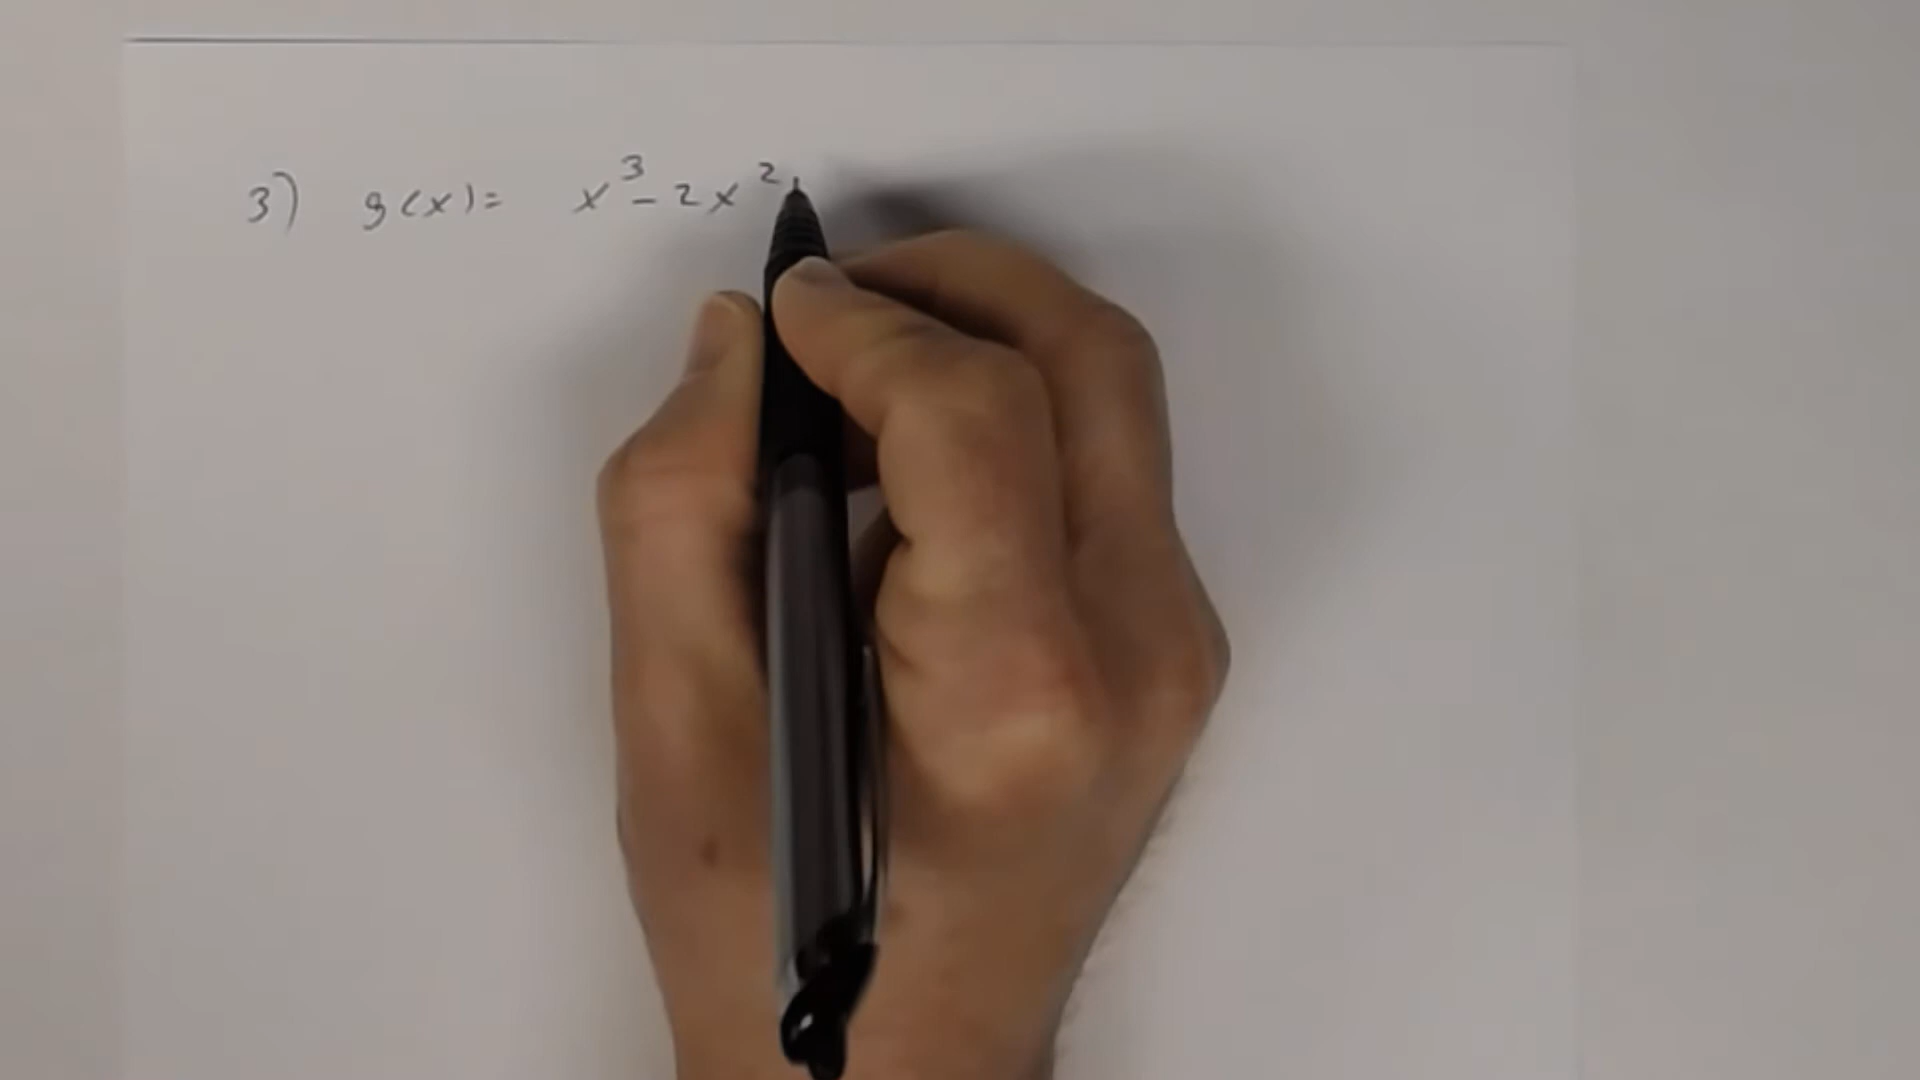 3) g(x)= x³-2x²